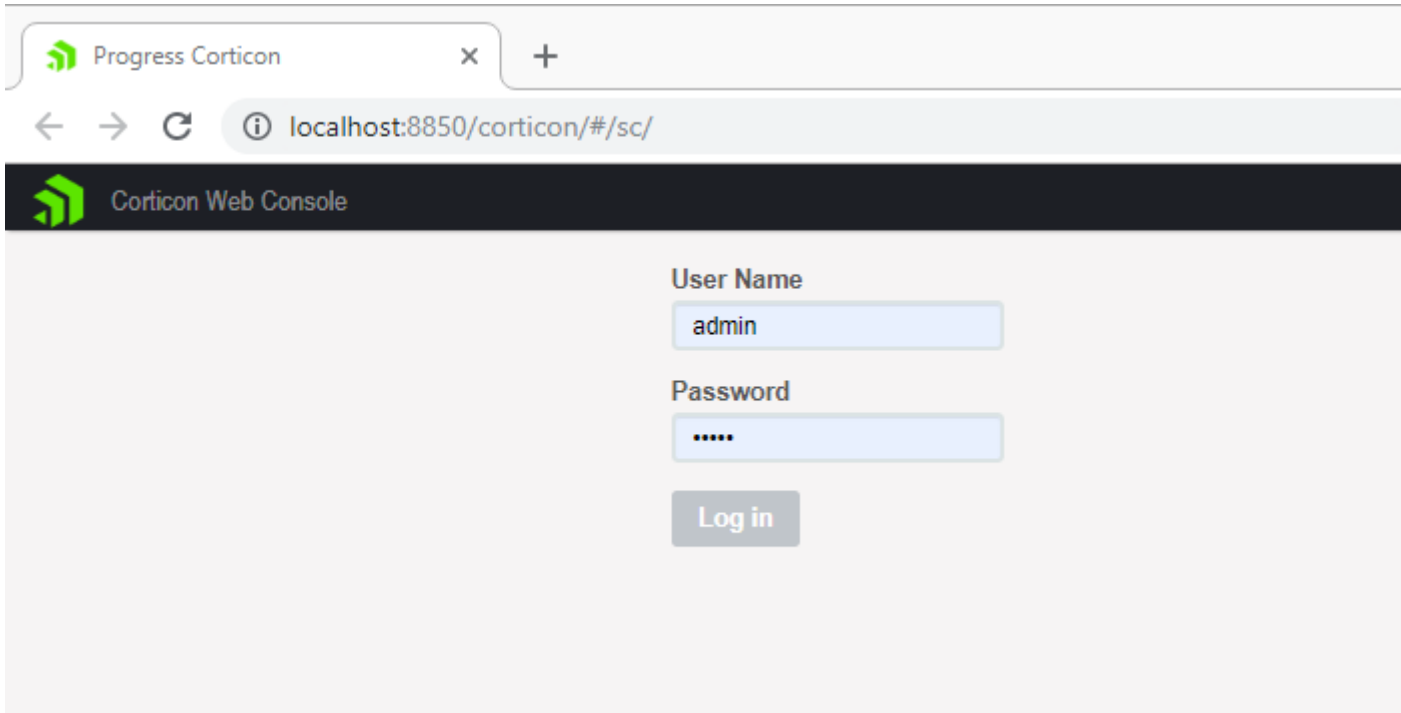 Progress Corticon
localhost:8850/corticon/#/sc/
Corticon Web Console
User Name
admin
Password
•••••
Log in